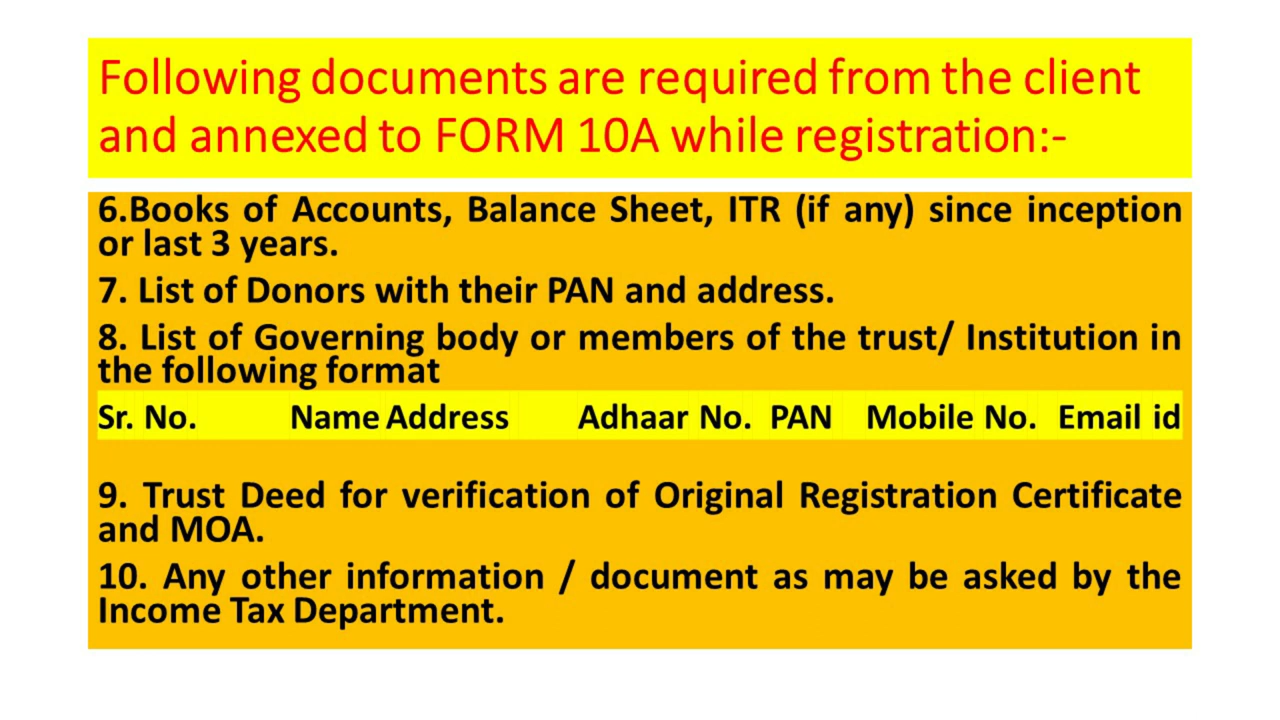 Following documents are required from the client
and annexed to FORM 10A while registration:-
6.Books of Accounts, Balance Sheet, ITR (if any) since inception
or last 3 years.
7. List of Donors with their PAN and address.
8. List of Governing body or members of the trust/ Institution in
the following format
Sr. No. Name Address Adhaar No. PAN Mobile No. Email id
9. Trust Deed for verification of Original Registration Certificate
and MOA.
10. Any other information / document as may be asked by the
Income Tax Department.